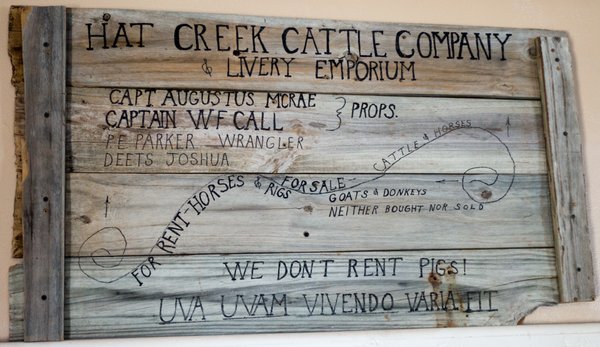 HAT CREEK CATTLE COMPANY
& LIVERY EMPORIUM
CAPT AUGUSTUS MCRAE
CAPTAIN W F CALL
PROPS.
P.E. PARKER WRANGLER
DEETS JOSHUA
FOR RENT-HORSES & RIGS
FOR SALE- CATTLE & HORSES
GOATS & DONKEYS
NEITHER BOUGHT NOR SOLD
WE DON'T RENT PIGS!
UVA UVAM VIVENDO VARIA FIT